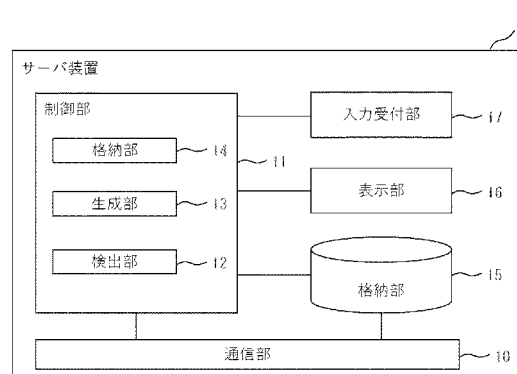 サーバ装置
制御部
格納部 14
生成部 13
検出部 12
11
入力受付部 17
表示部 16
格納部 15
通信部 10